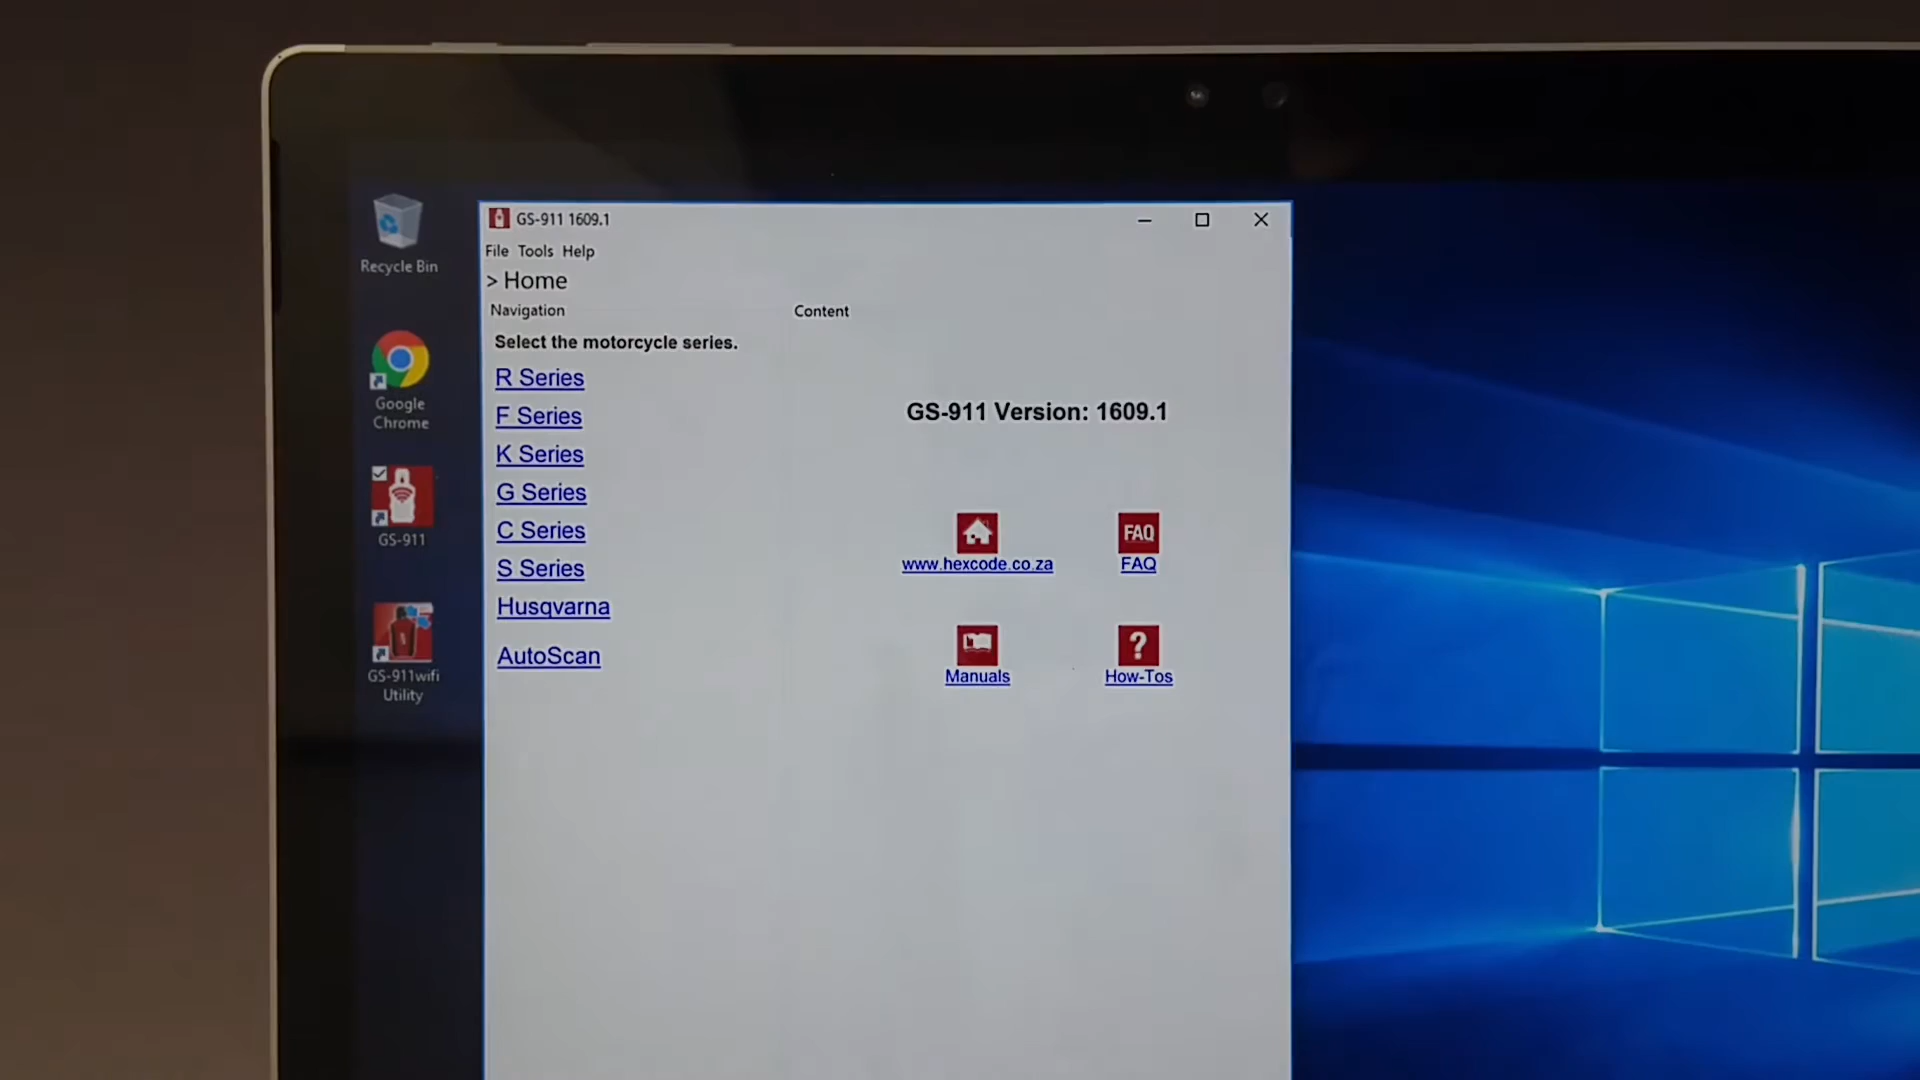 Recycle Bin
Google
Chrome
GS-911
GS-911wifi
Utility
GS-911 1609.1
File Tools Help
> Home
Navigation
Content
Select the motorcycle series.
R Series
F Series
K Series
G Series
C Series
S Series
Husqvarna
AutoScan
GS-911 Version: 1609.1
www.hexcode.co.za
FAQ
FAQ
Manuals
?
How-Tos